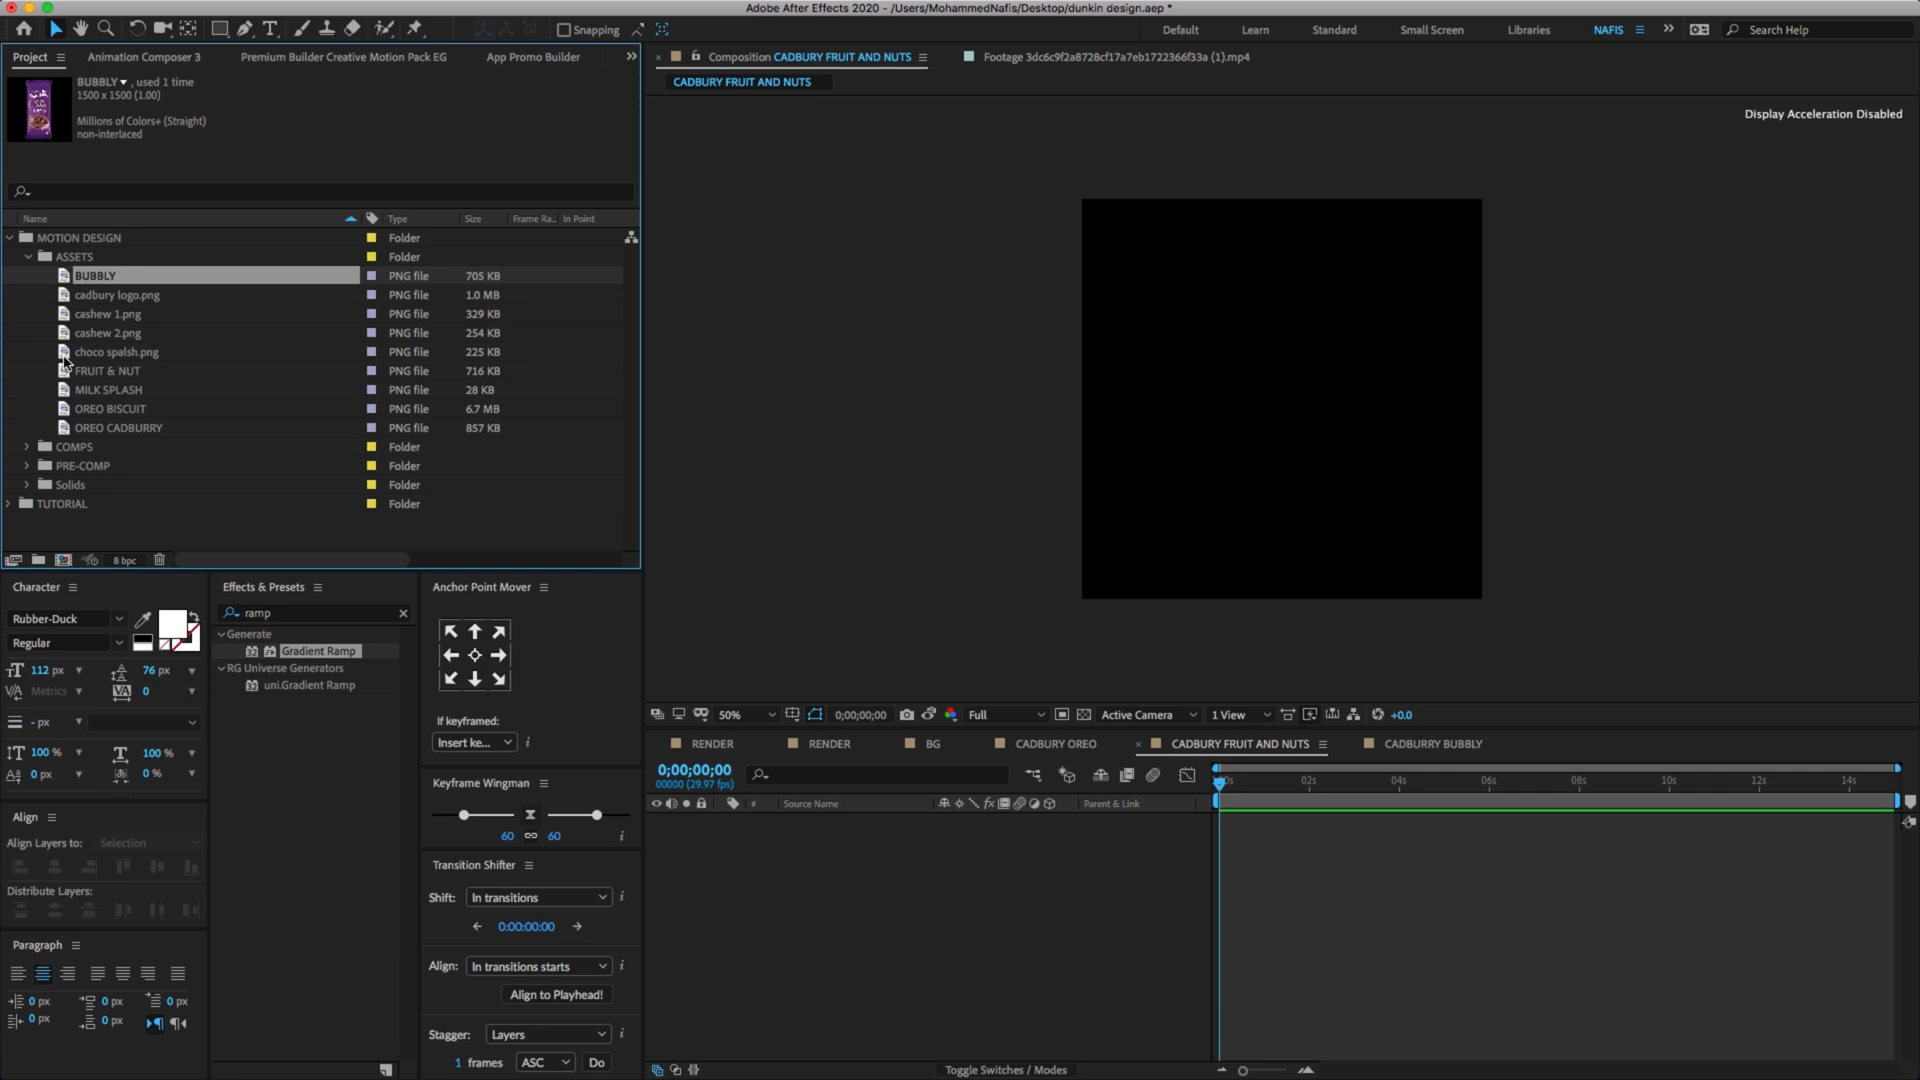 Adobe After Effects 2020 - /Users/MohammedNafis/Desktop/dunkin design.aep *
Snapping
Default
Learn
Standard
Small Screen
Libraries
NAFIS
Search Help
Project
Animation Composer 3
Premium Builder Creative Motion Pack EG
App Promo Builder
Composition CADBURY FRUIT AND NUTS
Footage 3dc6c9f2a8728cf17a7eb1722366f33a (1).mp4
BUBBLY , used 1 time
1500 x 1500 (1.00)
Millions of Colors+ (Straight)
non-interlaced
CADBURY FRUIT AND NUTS
Display Acceleration Disabled
Name Type Size Frame Ra... In Point
MOTION DESIGN Folder
ASSETS Folder
BUBBLY PNG file 705 KB
cadbury logo.png PNG file 1.0 MB
cashew 1.png PNG file 329 KB
cashew 2.png PNG file 254 KB
choco spalsh.png PNG file 225 KB
FRUIT & NUT PNG file 716 KB
MILK SPLASH PNG file 28 KB
OREO BISCUIT PNG file 6.7 MB
OREO CADBURRY PNG file 857 KB
COMPS Folder
PRE-COMP Folder
Solids Folder
TUTORIAL Folder
8 bpc
Character
Rubber-Duck
Regular
112 px
76 px
Metrics
0
- px
100 %
100 %
0 px
0 %
Align
Align Layers to: Selection
Distribute Layers:
Paragraph
0 px
0 px
0 px
0 px
0 px
Effects & Presets
ramp
Generate
32 Gradient Ramp
RG Universe Generators
32 uni.Gradient Ramp
Anchor Point Mover
If keyframed:
Insert ke...
Keyframe Wingman
60
60
Transition Shifter
Shift: In transitions
0:00:00:00
Align: In transitions starts
Align to Playhead!
Stagger: Layers
1 frames ASC Do
50%
0;00;00;00
Full
Active Camera
1 View
+0.0
RENDER
RENDER
BG
CADBURY OREO
CADBURY FRUIT AND NUTS
CADBURRY BUBBLY
0;00;00;00
00000 (29.97 fps)
02s
04s
06s
08s
10s
12s
14s
# Source Name
Parent & Link
Toggle Switches / Modes